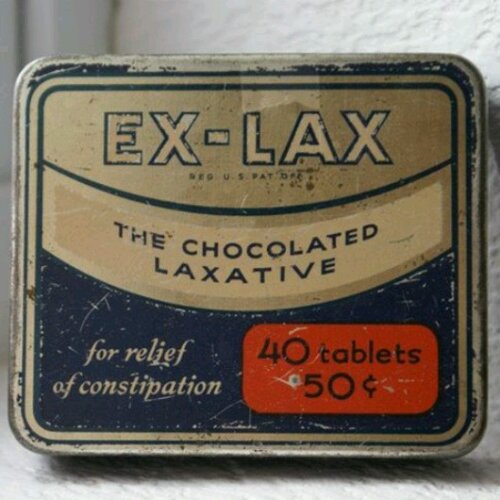 EX-LAX
REG U.S. PAT. OFF.
THE CHOCOLATED
LAXATIVE
for relief
of constipation
40 tablets
50¢